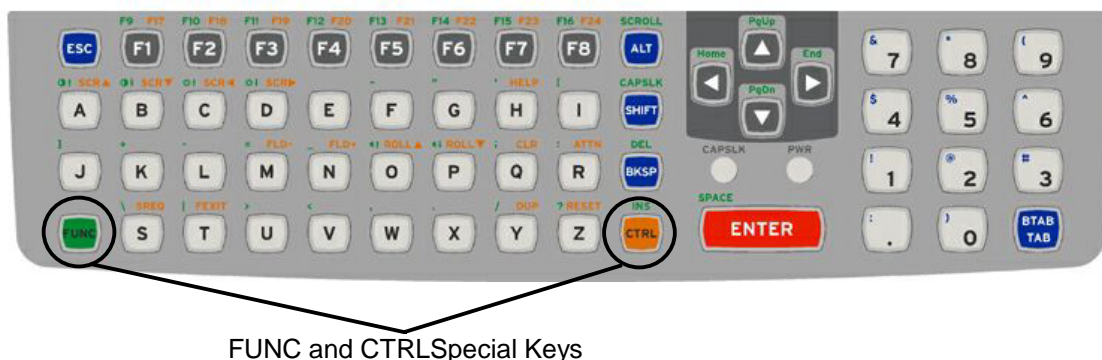 F9 F17 F10 F18 F11 F19 F12 F20 F13 F21 F14 F22 F15 F23 F16 F24 SCROLL PgUp
ESC F1 F2 F3 F4 F5 F6 F7 F8 ALT Home End & 7 * 8 ( 9
SCR▲ SCR▼ SCR◀ SCR▶ HELP [ CAPSLK PgDn
A B C D E F G H I SHIFT $ 4 % 5 ^ 6
] + - = FLD- _ FLD+ ROLL▲ ROLL▼ ; CLR : ATTN DEL CAPSLK PWR
J K L M N O P Q R BKSP ! 1 @ 2 # 3
\ SREQ | FEXIT > < , . / DUP ? RESET INS SPACE
FUNC S T U V W X Y Z CTRL ENTER : . ) 0 BTAB TAB
FUNC and CTRLSpecial Keys